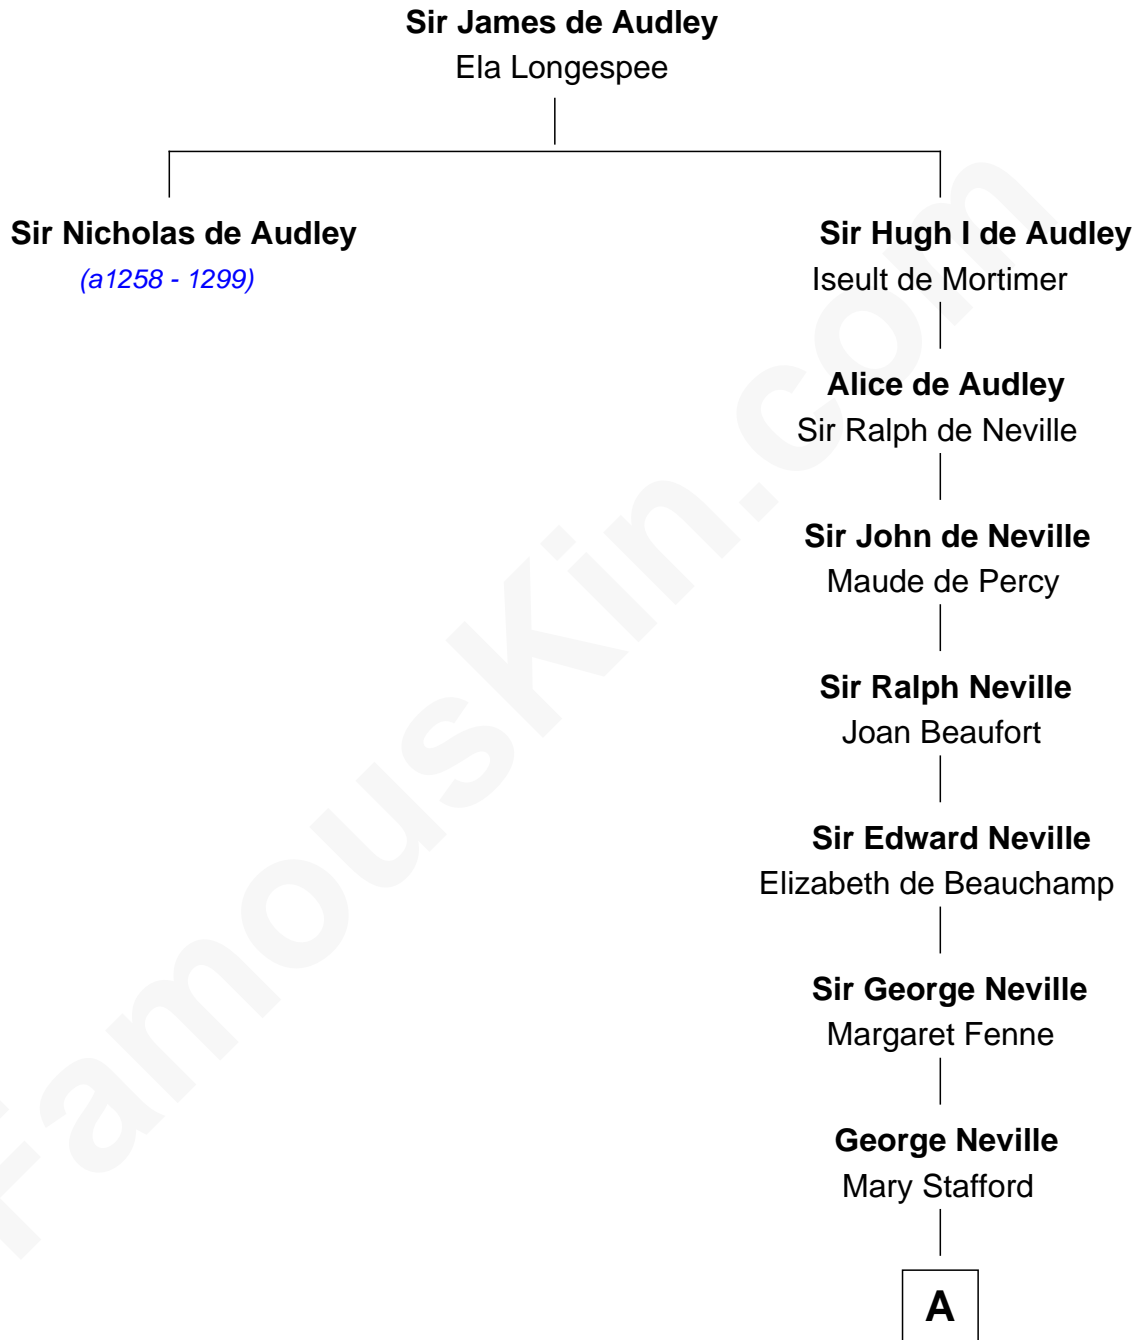 Sir James de Audley
Ela Longespee
Sir Nicholas de Audley
(a1258 - 1299)
Sir Hugh I de Audley
Iseult de Mortimer
Alice de Audley
Sir Ralph de Neville
Sir John de Neville
Maude de Percy
Sir Ralph Neville
Joan Beaufort
Sir Edward Neville
Elizabeth de Beauchamp
Sir George Neville
Margaret Fenne
George Neville
Mary Stafford
A
FamousKin.com